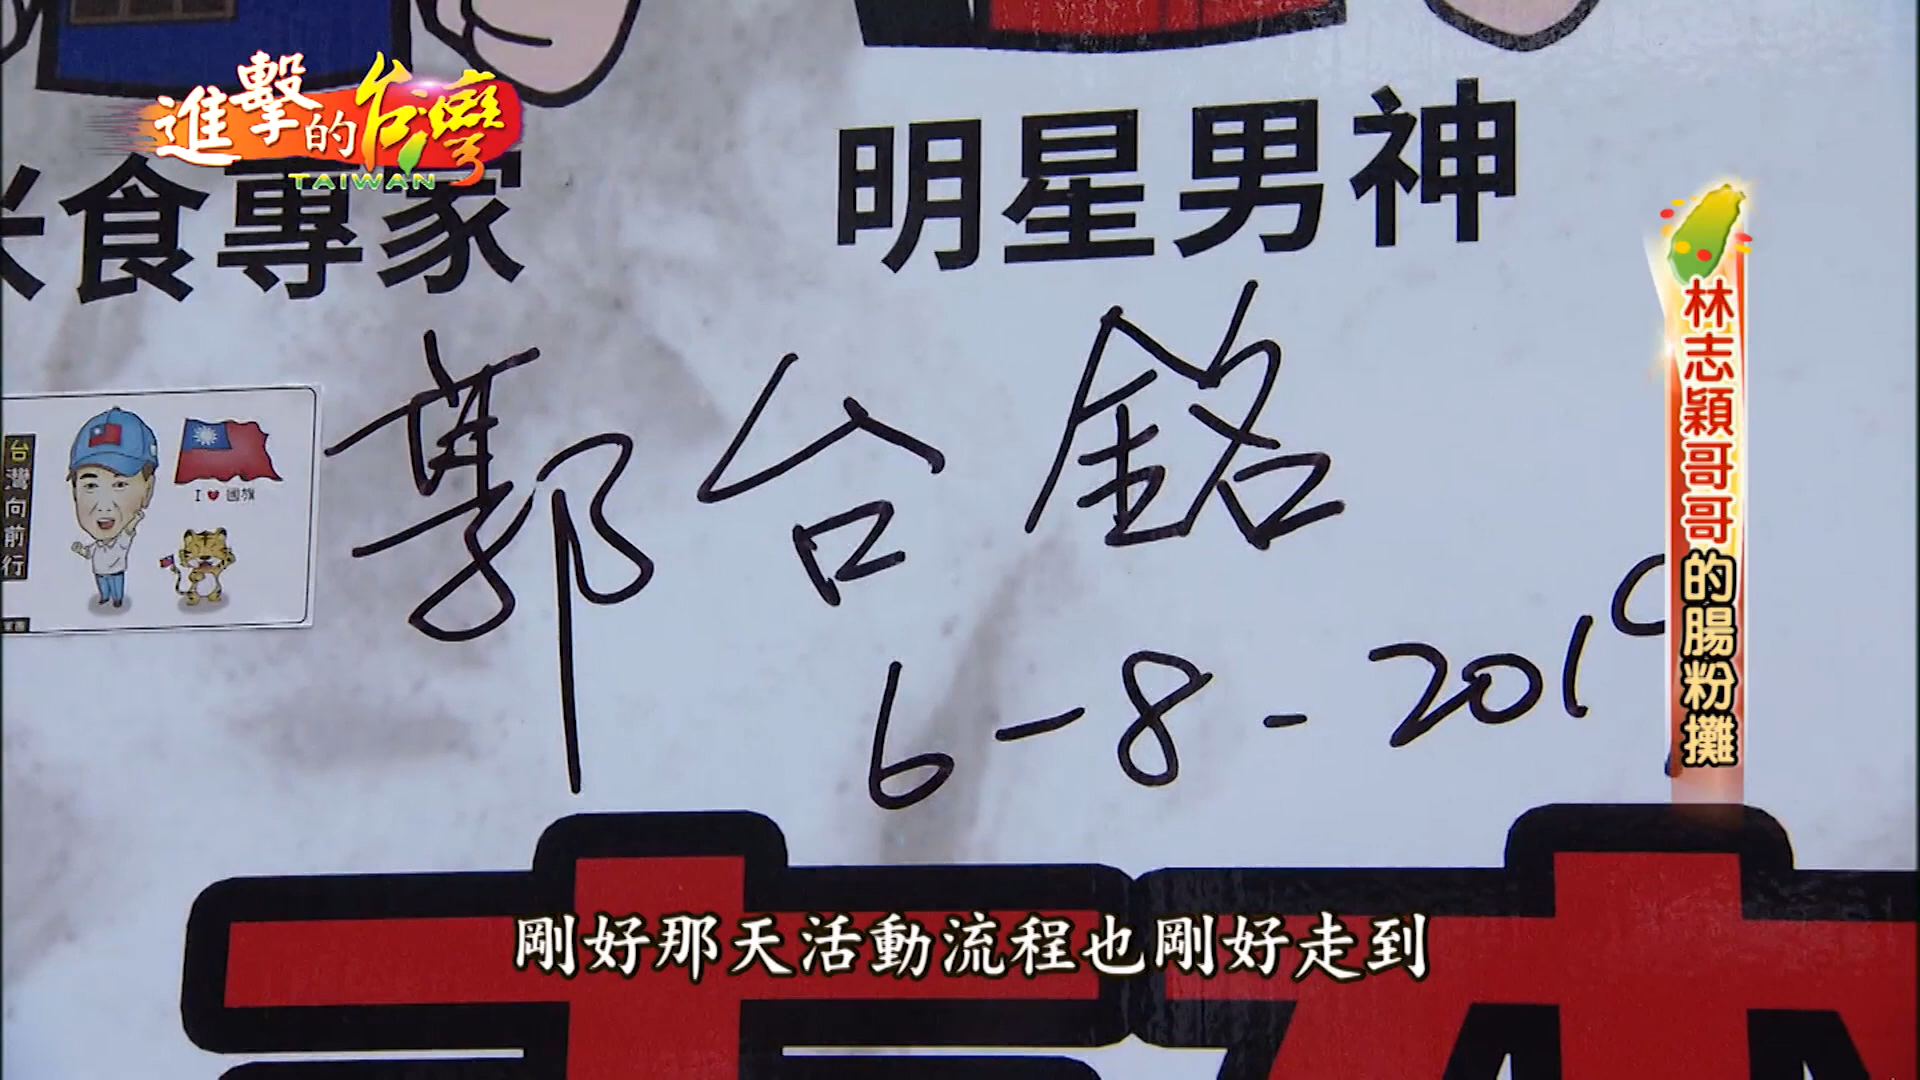 進擊的台灣
TAIWAN
米食專家
明星男神
郭台銘
6-8-2019
台灣向前行
I ♥ 國旗
林志穎哥哥的腸粉攤
剛好那天活動流程也剛好走到